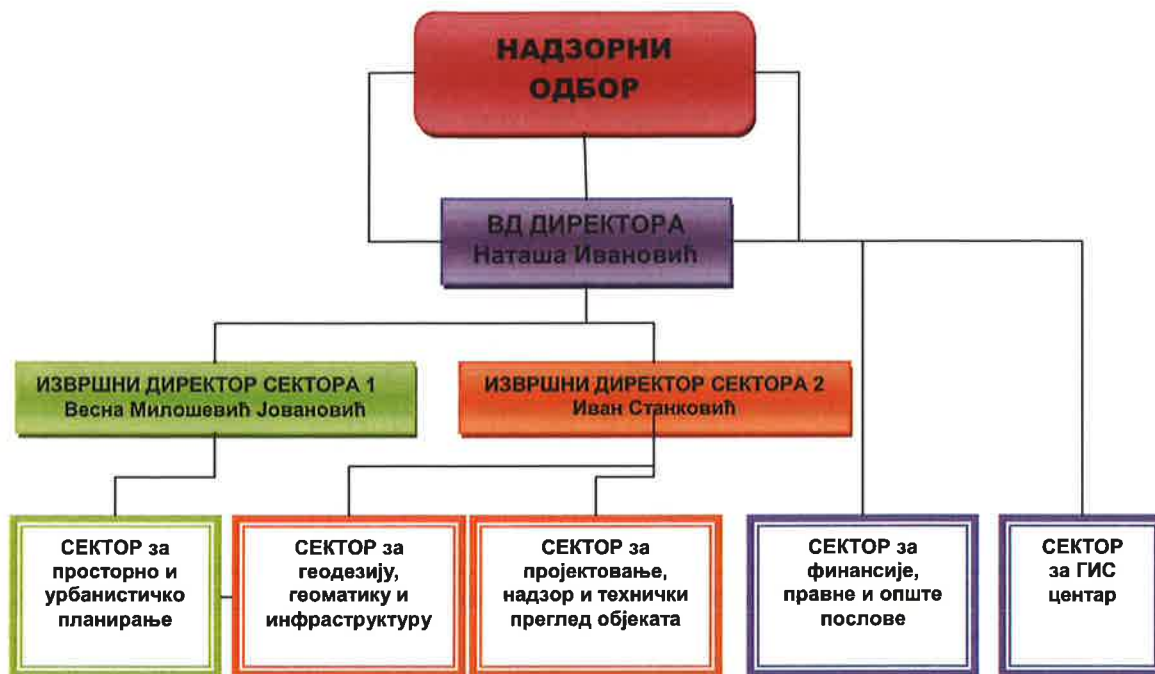 НАДЗОРНИ
ОДБОР
ВД ДИРЕКТОРА
Наташа Ивановић
ИЗВРШНИ ДИРЕКТОР СЕКТОРА 1
Весна Милошевић Јовановић
ИЗВРШНИ ДИРЕКТОР СЕКТОРА 2
Иван Станковић
СЕКТОР за
просторно и
урбанистичко
планирање
СЕКТОР за
геодезију,
геоматику и
инфраструктуру
СЕКТОР за
пројектовање,
надзор и технички
преглед објеката
СЕКТОР за
финансије,
правне и опште
послове
СЕКТОР
за ГИС
центар